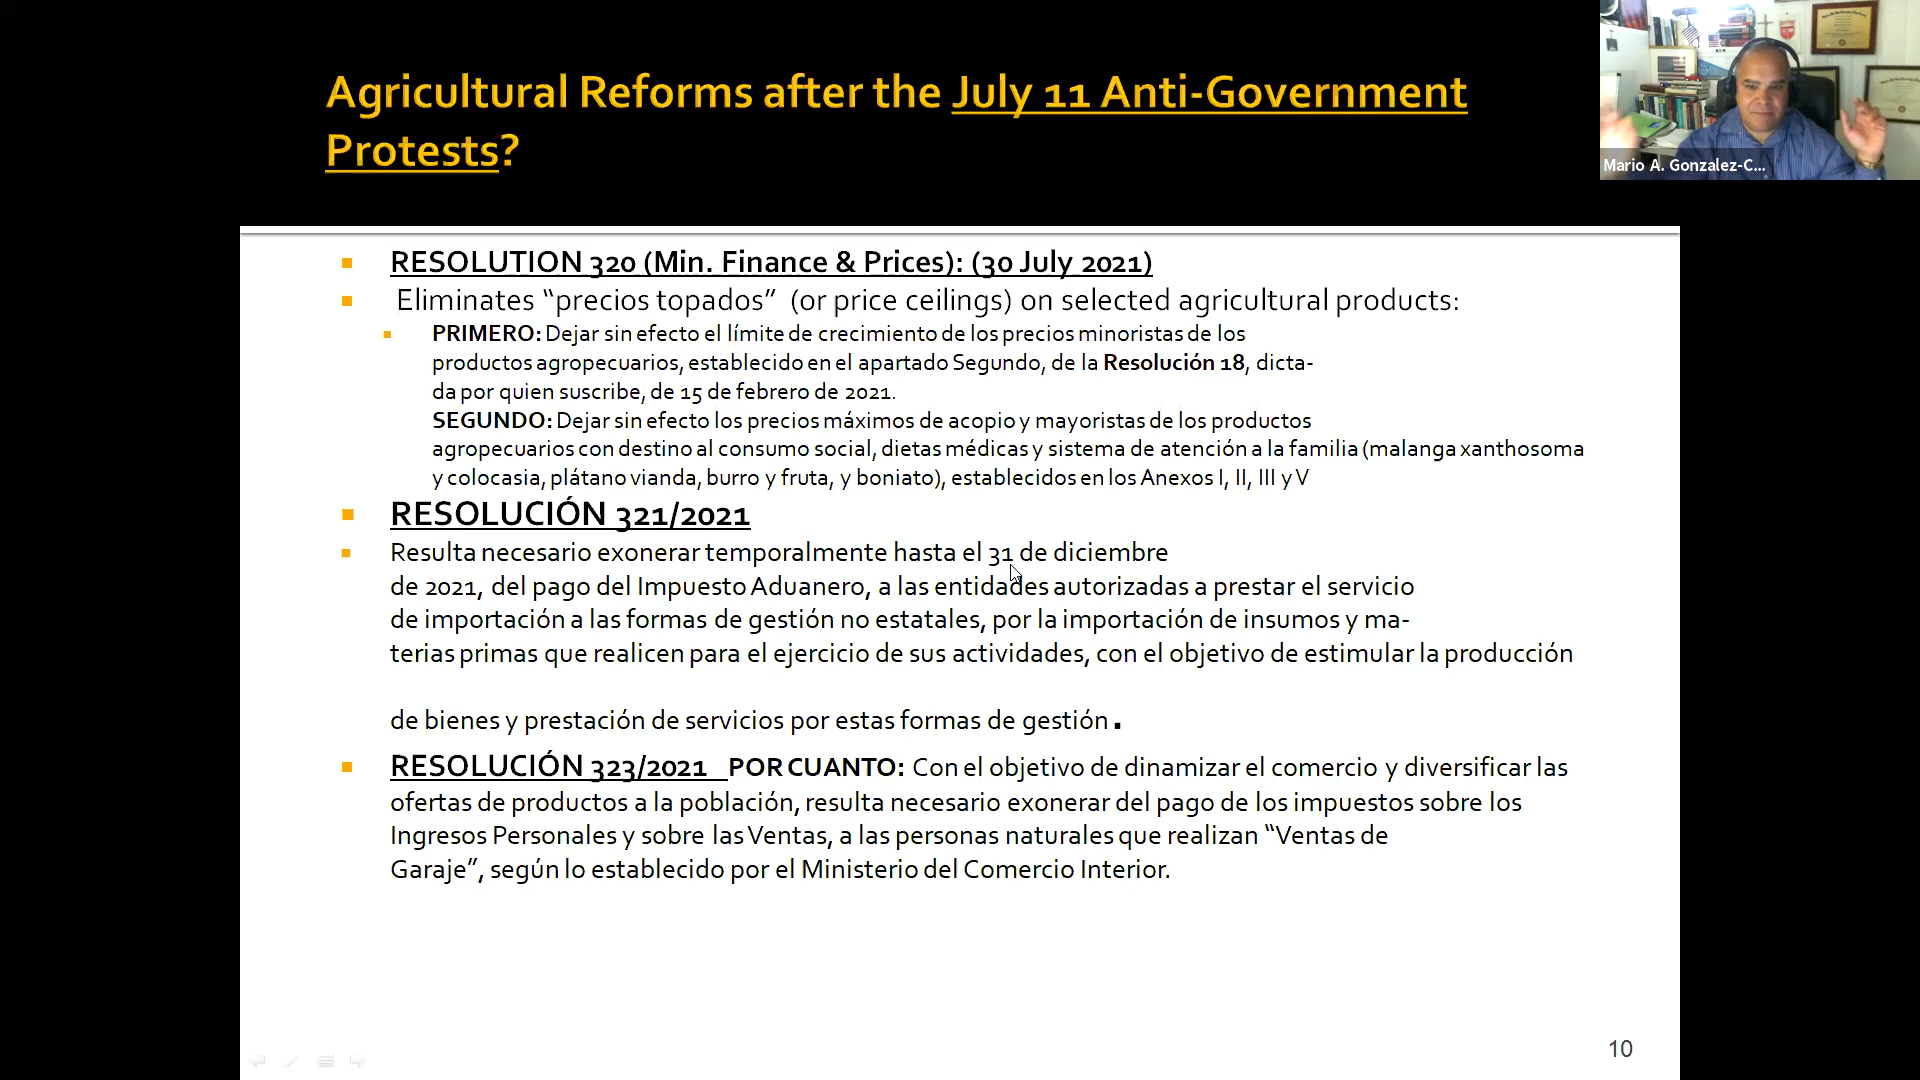 Agricultural Reforms after the July 11 Anti-Government
Protests?
Mario A. Gonzalez-C...
RESOLUTION 320 (Min. Finance & Prices): (30 July 2021)
Eliminates “precios topados” (or price ceilings) on selected agricultural products:
PRIMERO: Dejar sin efecto el límite de crecimiento de los precios minoristas de los
productos agropecuarios, establecido en el apartado Segundo, de la Resolución 18, dicta-
da por quien suscribe, de 15 de febrero de 2021.
SEGUNDO: Dejar sin efecto los precios máximos de acopio y mayoristas de los productos
agropecuarios con destino al consumo social, dietas médicas y sistema de atención a la familia (malanga xanthosoma
y colocasia, plátano vianda, burro y fruta, y boniato), establecidos en los Anexos I, II, III y V
RESOLUCIÓN 321/2021
Resulta necesario exonerar temporalmente hasta el 31 de diciembre
de 2021, del pago del Impuesto Aduanero, a las entidades autorizadas a prestar el servicio
de importación a las formas de gestión no estatales, por la importación de insumos y ma-
terias primas que realicen para el ejercicio de sus actividades, con el objetivo de estimular la producción
de bienes y prestación de servicios por estas formas de gestión.
RESOLUCIÓN 323/2021 POR CUANTO: Con el objetivo de dinamizar el comercio y diversificar las
ofertas de productos a la población, resulta necesario exonerar del pago de los impuestos sobre los
Ingresos Personales y sobre las Ventas, a las personas naturales que realizan “Ventas de
Garaje”, según lo establecido por el Ministerio del Comercio Interior.
10